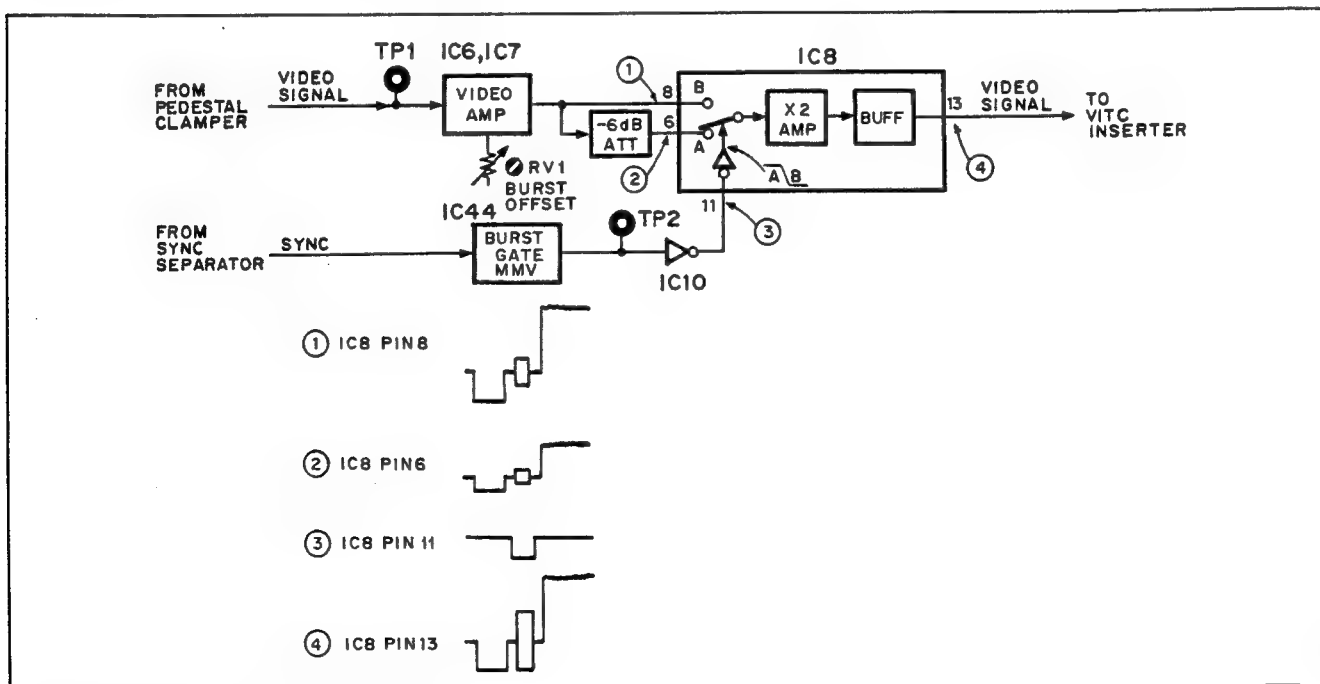 TP1
IC6, IC7
IC8
FROM
PEDESTAL
CLAMPER
VIDEO
SIGNAL
VIDEO
AMP
-6dB
ATT
RV1
BURST
OFFSET
1
8
B
6
A
2
X2
AMP
BUFF
A B
11
3
13
VIDEO
SIGNAL
4
TO
VITC
INSERTER
FROM
SYNC
SEPARATOR
SYNC
IC44
BURST
GATE
MMV
TP2
IC10
1 IC8 PIN 8
2 IC8 PIN6
3 IC8 PIN 11
4 IC8 PIN13